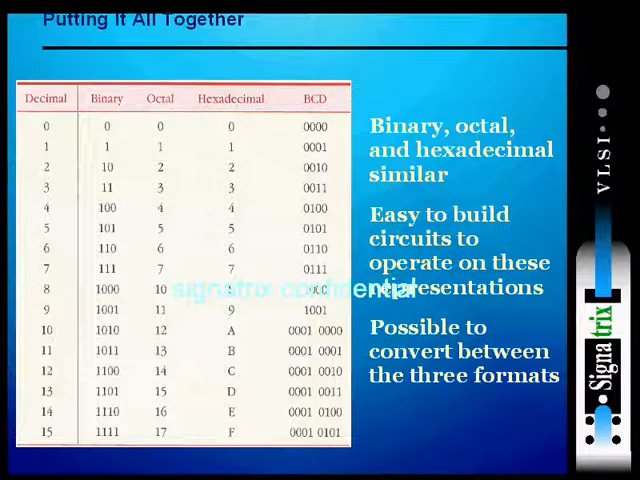 Putting It All Together
Decimal Binary Octal Hexadecimal BCD
0 0 0 0 0000
1 1 1 1 0001
2 10 2 2 0010
3 11 3 3 0011
4 100 4 4 0100
5 101 5 5 0101
6 110 6 6 0110
7 111 7 7 0111
8 1000 10
9 1001 11 9 1001
10 1010 12 A 0001 0000
11 1011 13 B 0001 0001
12 1100 14 C 0001 0010
13 1101 15 D 0001 0011
14 1110 16 E 0001 0100
15 1111 17 F 0001 0101
signatrix confidential
Binary, octal,
and hexadecimal
similar
Easy to build
circuits to
operate on these
representations
Possible to
convert between
the three formats
VLSI
Signatrix